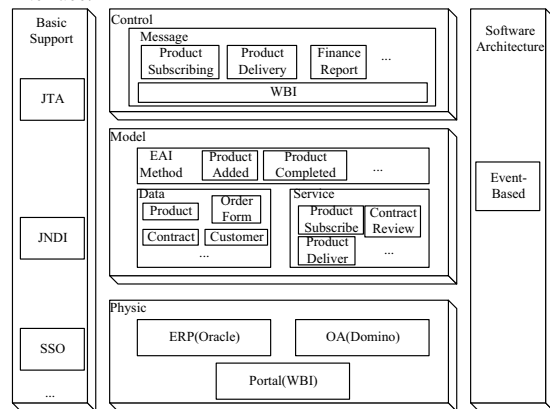 Basic
Support
JTA
JNDI
SSO
...
Control
Message
Product
Subscribing
Product
Delivery
Finance
Report
...
WBI
Model
EAI
Method
Product
Added
Product
Completed
...
Data
Product
Order
Form
Contract
Customer
...
Service
Product
Subscribe
Contract
Review
Product
Deliver
...
Physic
ERP(Oracle)
OA(Domino)
Portal(WBI)
Software
Architecture
Event-
Based